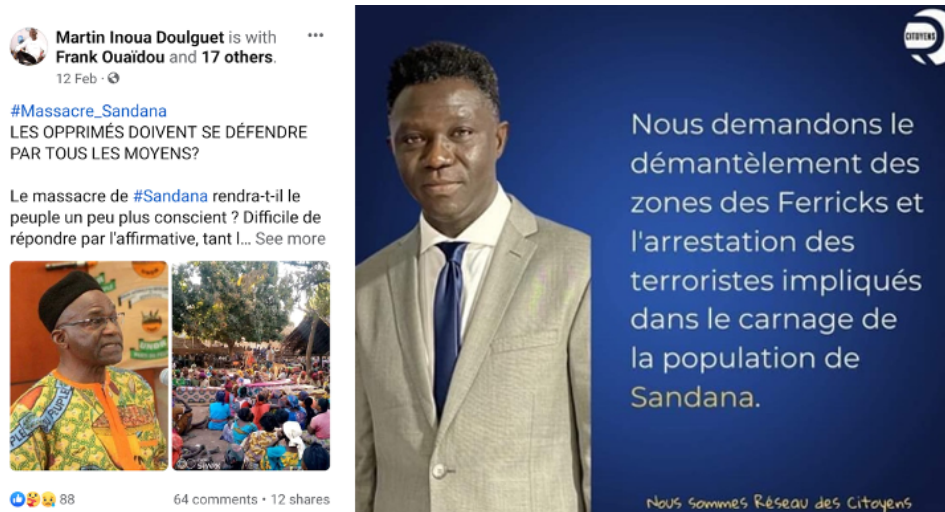 Martin Inoua Doulguet is with
Frank Ouaïdou and 17 others.
12 Feb ·
#Massacre_Sandana
LES OPPRIMÉS DOIVENT SE DÉFENDRE
PAR TOUS LES MOYENS?
Le massacre de #Sandana rendra-t-il le
peuple un peu plus conscient ? Difficile de
répondre par l'affirmative, tant l... See more
88
64 comments • 12 shares
CITOYENS
Nous demandons le
démantèlement des
zones des Ferricks et
l'arrestation des
terroristes impliqués
dans le carnage de
la population de
Sandana.
Nous sommes Réseau des Citoyens